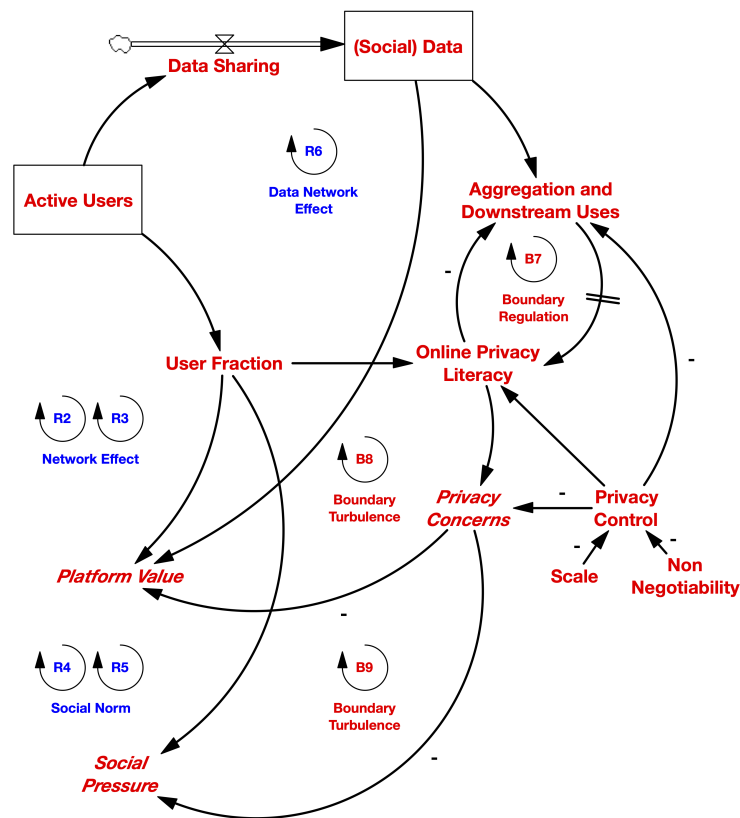 (Social) Data
Data Sharing
R6
Data Network
Effect
Active Users
Aggregation and
Downstream Uses
-
B7
Boundary
Regulation
User Fraction
Online Privacy
Literacy
-
R2
R3
Network Effect
B8
Boundary
Turbulence
Privacy
Concerns
-
Privacy
Control
-
-
Scale
Non
Negotiability
Platform Value
-
R4
R5
Social Norm
B9
Boundary
Turbulence
-
Social
Pressure